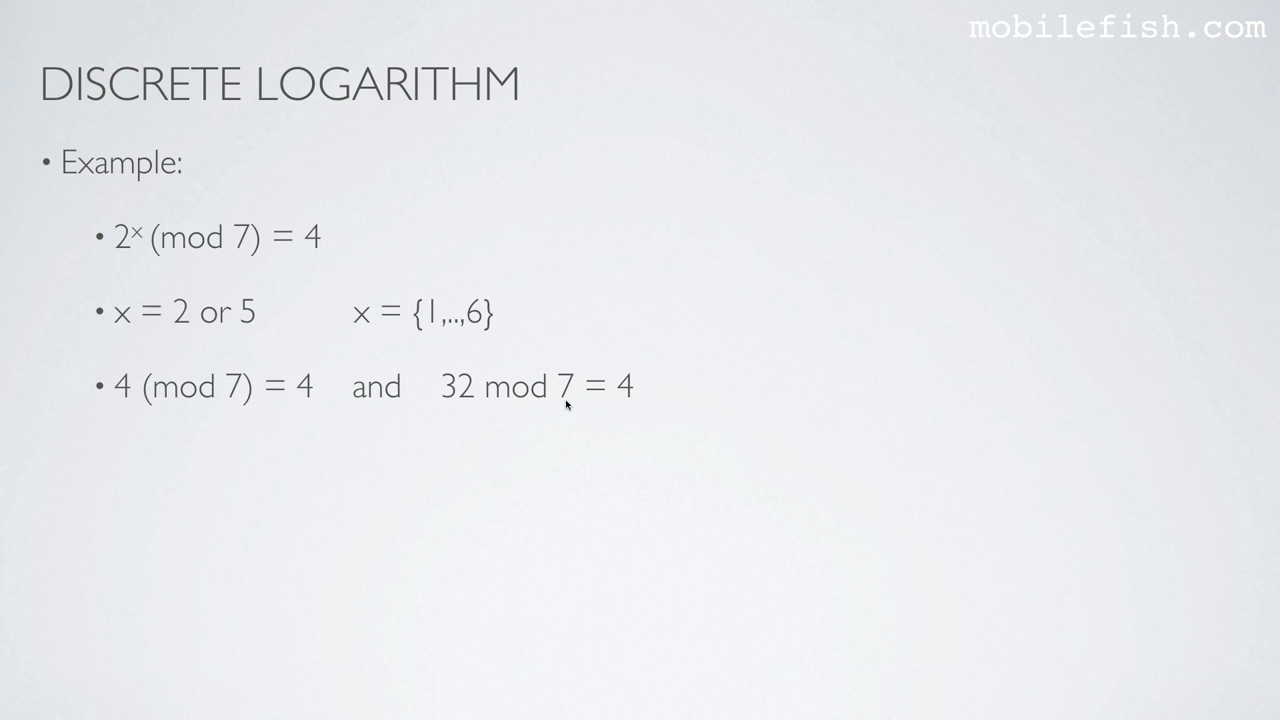 mobilefish.com
DISCRETE LOGARITHM
• Example:
• 2ˣ (mod 7) = 4
• x = 2 or 5 x = {1,..,6}
• 4 (mod 7) = 4 and 32 mod 7 = 4